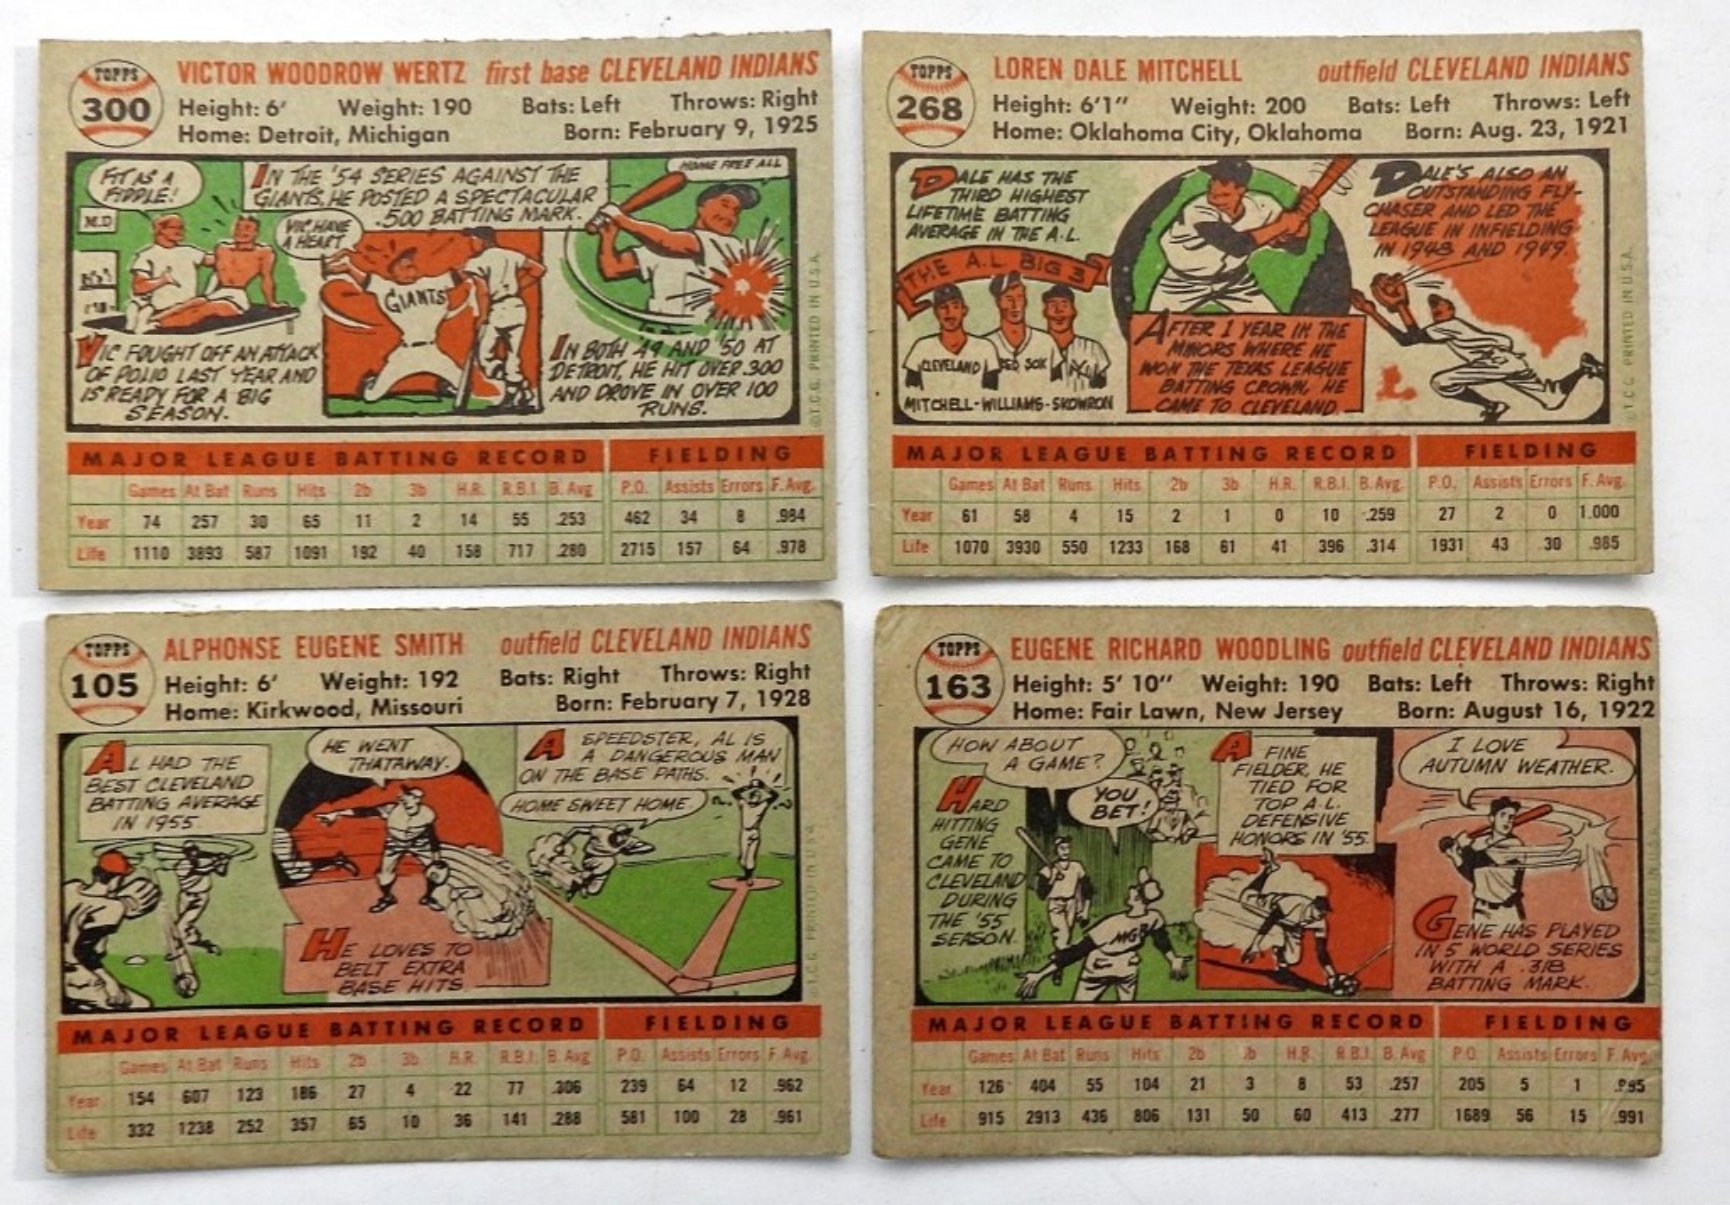 TOPPS
300
VICTOR WOODROW WERTZ first base CLEVELAND INDIANS
Height: 6' Weight: 190 Bats: Left Throws: Right
Home: Detroit, Michigan Born: February 9, 1925
FIT AS A
FIDDLE!
M.D
IN THE '54 SERIES AGAINST THE
GIANTS, HE POSTED A SPECTACULAR
.500 BATTING MARK.
VIC, HAVE
A HEART
GIANTS
HOME FREE ALL
VIC FOUGHT OFF AN ATTACK
OF POLIO LAST YEAR AND
IS READY FOR A BIG
SEASON.
IN BOTH '49 AND '50 AT
DETROIT, HE HIT OVER .300
AND DROVE IN OVER 100
RUNS.
©T.C.G. PRINTED IN U.S.A.
MAJOR LEAGUE BATTING RECORD FIELDING
Games At Bat Runs Hits 2b 3b H.R. R.B.I. B. Avg P.O. Assists Errors F. Avg.
Year 74 257 30 65 11 2 14 55 .253 462 34 8 .984
Life 1110 3893 587 1091 192 40 158 717 .280 2715 157 64 .978
TOPPS
268
LOREN DALE MITCHELL outfield CLEVELAND INDIANS
Height: 6'1" Weight: 200 Bats: Left Throws: Left
Home: Oklahoma City, Oklahoma Born: Aug. 23, 1921
DALE HAS THE
THIRD HIGHEST
LIFETIME BATTING
AVERAGE IN THE A.L.
THE A.L. BIG 3
CLEVELAND RED SOX
MITCHELL-WILLIAMS-SKOWRON
AFTER 1 YEAR IN THE
MINORS WHERE HE
WON THE TEXAS LEAGUE
BATTING CROWN, HE
CAME TO CLEVELAND.
DALE'S ALSO AN
OUTSTANDING FLY-
CHASER AND LED THE
LEAGUE IN INFIELDING
IN 1948 AND 1949.
©T.C.C. PRINTED IN U.S.A.
MAJOR LEAGUE BATTING RECORD FIELDING
Games At Bat Runs Hits 2b 3b H.R. R.B.I. B. Avg. P.O. Assists Errors F. Avg.
Year 61 58 4 15 2 1 0 10 .259 27 2 0 1.000
Life 1070 3930 550 1233 168 61 41 396 .314 1931 43 30 .985
TOPPS
105
ALPHONSE EUGENE SMITH outfield CLEVELAND INDIANS
Height: 6' Weight: 192 Bats: Right Throws: Right
Home: Kirkwood, Missouri Born: February 7, 1928
AL HAD THE
BEST CLEVELAND
BATTING AVERAGE
IN 1955.
HE WENT
THATAWAY.
HE LOVES TO
BELT EXTRA
BASE HITS
A SPEEDSTER, AL IS
A DANGEROUS MAN
ON THE BASE PATHS.
HOME SWEET HOME.
T.C.G. PRINTED IN U.S.A.
MAJOR LEAGUE BATTING RECORD FIELDING
Games At Bat Runs Hits 2b 3b H.R. R.B.I. B. Avg P.O. Assists Errors F. Avg.
Year 154 607 123 186 27 4 22 77 .306 239 64 12 .962
Life 332 1238 252 357 65 10 36 141 .288 581 100 28 .961
TOPPS
163
EUGENE RICHARD WOODLING outfield CLEVELAND INDIANS
Height: 5' 10" Weight: 190 Bats: Left Throws: Right
Home: Fair Lawn, New Jersey Born: August 16, 1922
HOW ABOUT
A GAME?
YOU
BET!
HARD
HITTING
GENE
CAME TO
CLEVELAND
DURING
THE '55
SEASON.
MGR
A FINE
FIELDER, HE
TIED FOR
TOP A.L.
DEFENSIVE
HONORS IN '55.
I LOVE
AUTUMN WEATHER.
GENE HAS PLAYED
IN 5 WORLD SERIES
WITH A .318
BATTING MARK.
T.C.G. PRINTED IN U.S.A.
MAJOR LEAGUE BATTING RECORD FIELDING
Games At Bat Runs Hits 2b 3b H.R. R.B.I. B. Avg P.O. Assists Errors F. Avg.
Year 126 404 55 104 21 3 8 53 .257 205 5 1 .995
Life 915 2913 436 806 131 50 60 413 .277 1689 56 15 .991